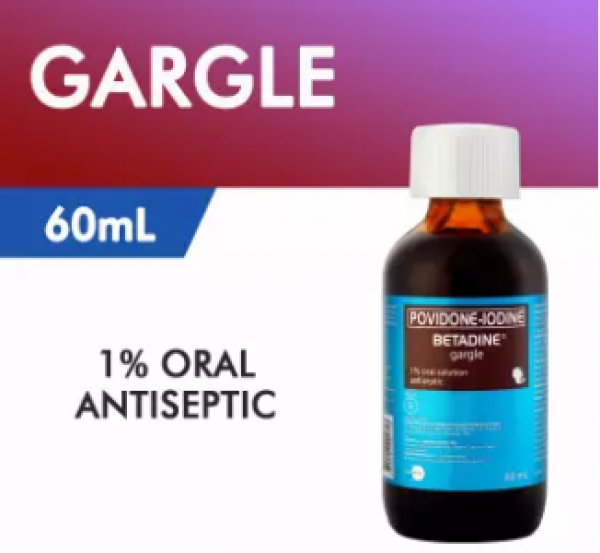 GARGLE
60mL
1% ORAL
ANTISEPTIC
POVIDONE-IODINE
BETADINE®
gargle
1% oral solution
antiseptic
60 mL